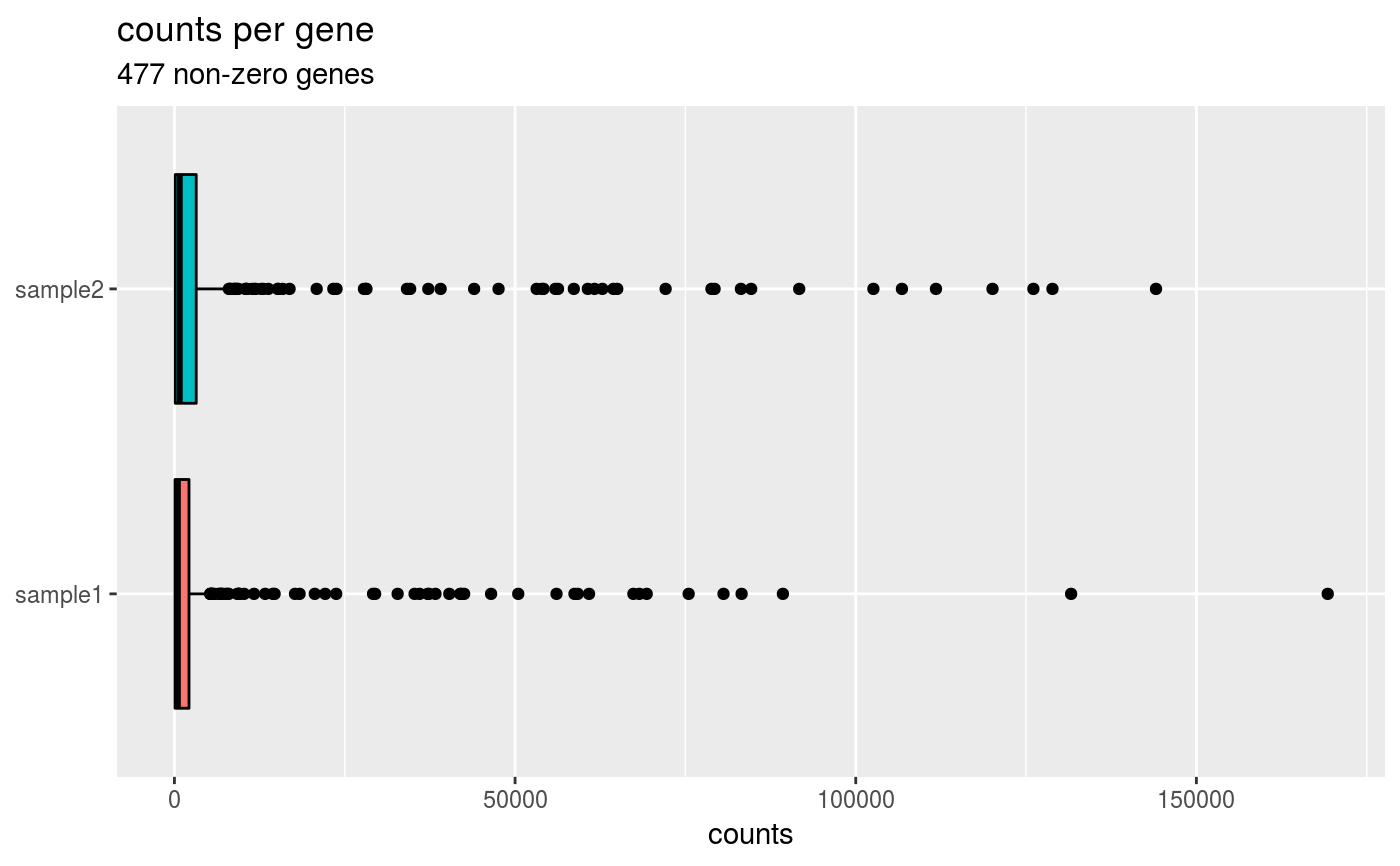 counts per gene
477 non-zero genes
sample2
sample1
0 50000 100000 150000
counts